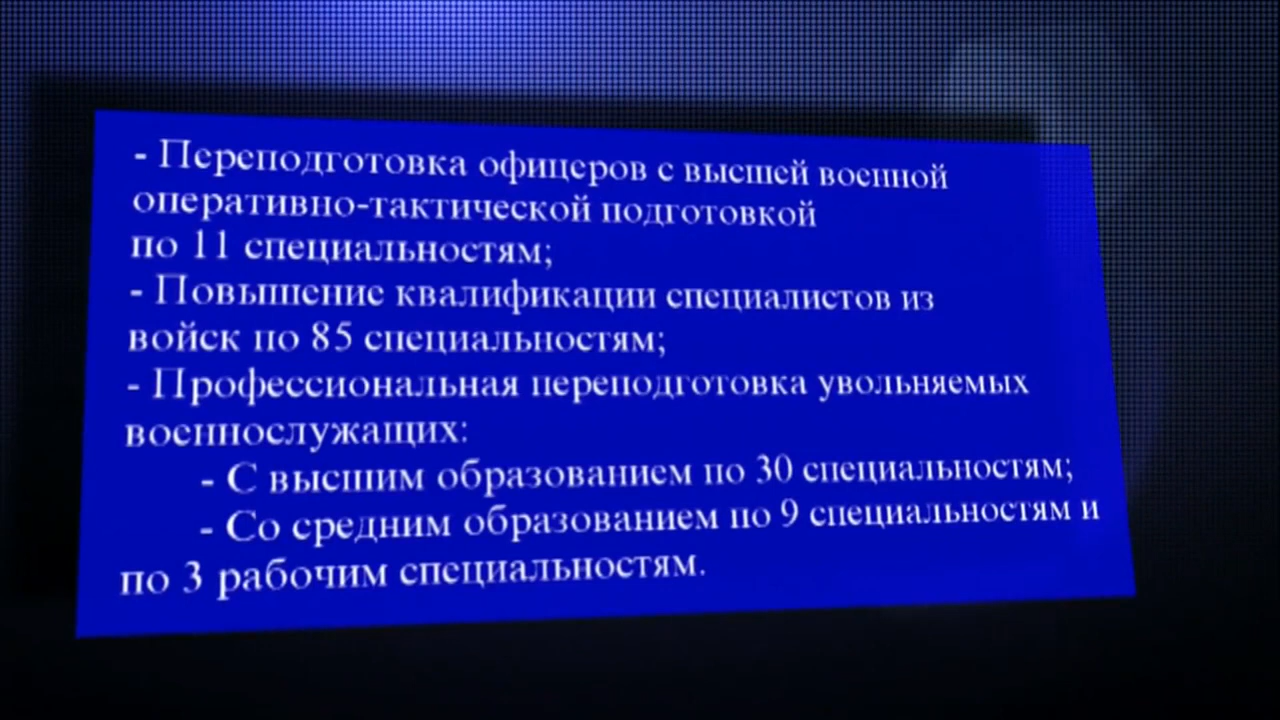 - Переподготовка офицеров с высшей военной
оперативно-тактической подготовкой
по 11 специальностям;
- Повышение квалификации специалистов из
войск по 85 специальностям;
- Профессиональная переподготовка увольняемых
военнослужащих:
- С высшим образованием по 30 специальностям;
- Со средним образованием по 9 специальностям и
по 3 рабочим специальностям.